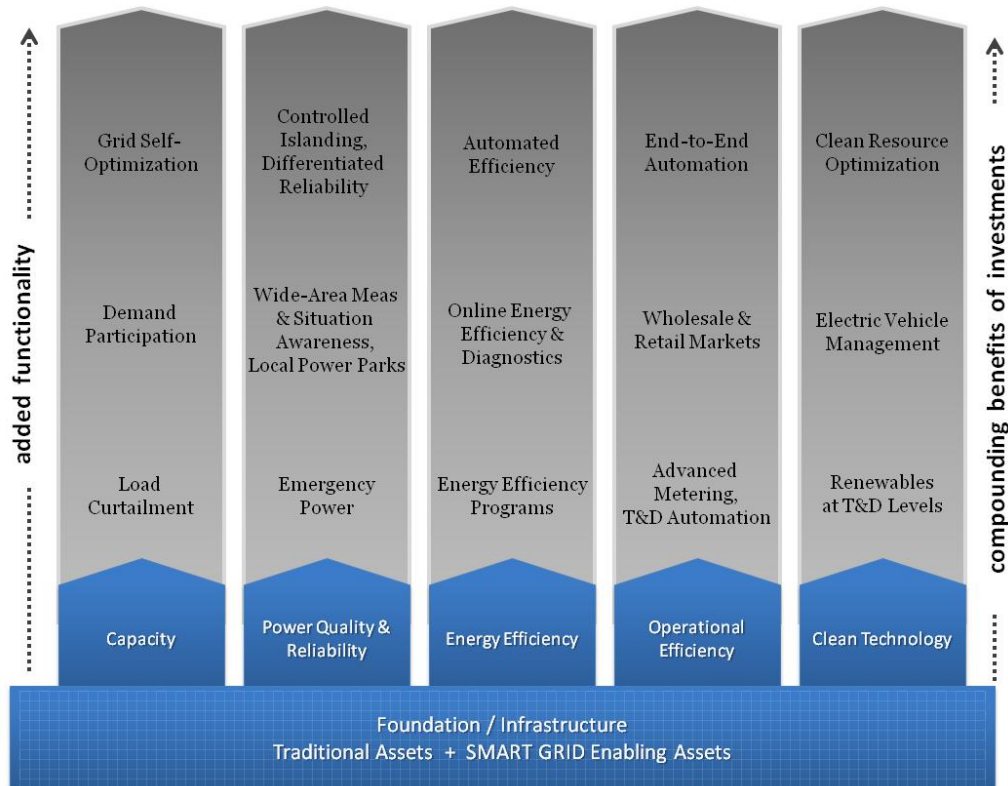 added functionality
Grid Self-
Optimization
Demand
Participation
Load
Curtailment
Capacity
Controlled
Islanding,
Differentiated
Reliability
Wide-Area Meas
& Situation
Awareness,
Local Power Parks
Emergency
Power
Power Quality &
Reliability
Automated
Efficiency
Online Energy
Efficiency &
Diagnostics
Energy Efficiency
Programs
Energy Efficiency
End-to-End
Automation
Wholesale &
Retail Markets
Advanced
Metering,
T&D Automation
Operational
Efficiency
Clean Resource
Optimization
Electric Vehicle
Management
Renewables
at T&D Levels
Clean Technology
compounding benefits of investments
Foundation / Infrastructure
Traditional Assets + SMART GRID Enabling Assets